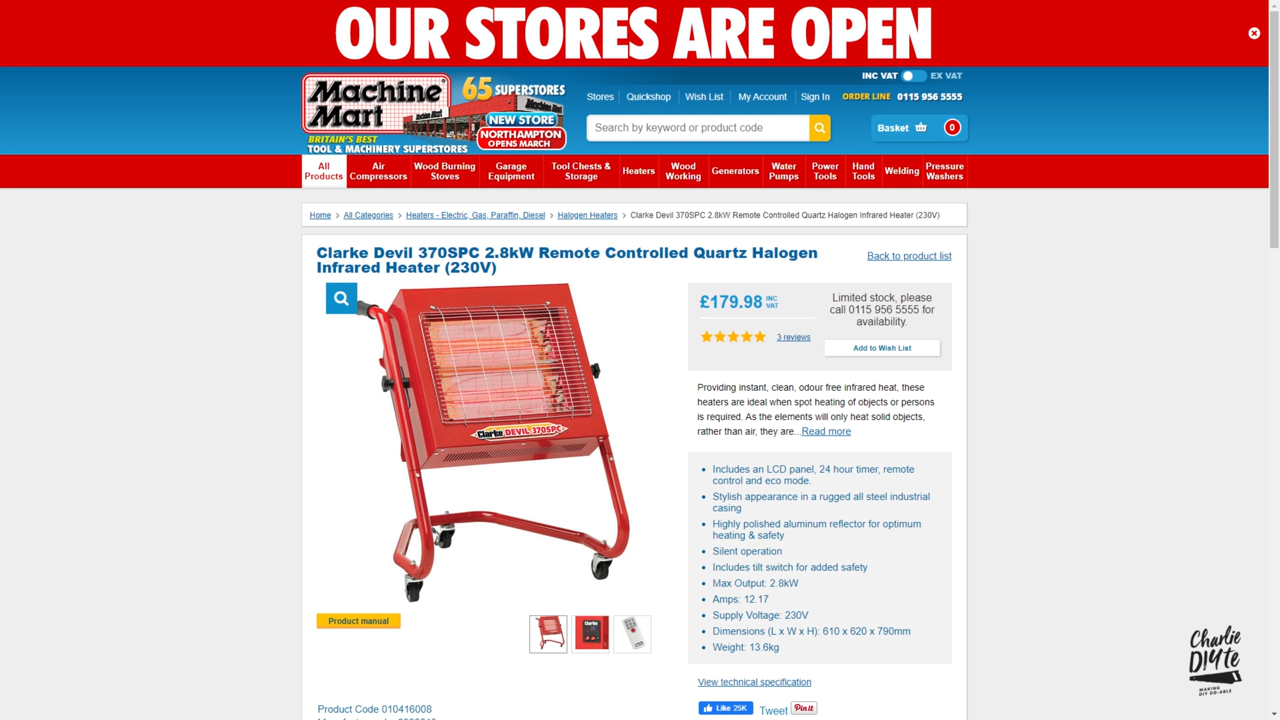 OUR STORES ARE OPEN
INC VAT EX VAT
Machine Mart
65 SUPERSTORES
NEW STORE
NORTHAMPTON
OPENS MARCH
BRITAIN'S BEST
TOOL & MACHINERY SUPERSTORES
Stores Quickshop Wish List My Account Sign In ORDER LINE 0115 956 5555
Search by keyword or product code
Basket 0
All Products
Air Compressors
Wood Burning Stoves
Garage Equipment
Tool Chests & Storage
Heaters
Wood Working
Generators
Water Pumps
Power Tools
Hand Tools
Welding
Pressure Washers
Home > All Categories > Heaters - Electric, Gas, Paraffin, Diesel > Halogen Heaters > Clarke Devil 370SPC 2.8kW Remote Controlled Quartz Halogen Infrared Heater (230V)
Clarke Devil 370SPC 2.8kW Remote Controlled Quartz Halogen
Infrared Heater (230V)
Back to product list
£179.98 INC VAT
3 reviews
Limited stock, please
call 0115 956 5555 for
availability.
Add to Wish List
Clarke DEVIL 370SPC
Providing instant, clean, odour free infrared heat, these
heaters are ideal when spot heating of objects or persons
is required. As the elements will only heat solid objects,
rather than air, they are...Read more
Includes an LCD panel, 24 hour timer, remote
control and eco mode.
Stylish appearance in a rugged all steel industrial
casing
Highly polished aluminum reflector for optimum
heating & safety
Silent operation
Includes tilt switch for added safety
Max Output: 2.8kW
Amps: 12.17
Supply Voltage: 230V
Dimensions (L x W x H): 610 x 620 x 790mm
Weight: 13.6kg
Product manual
Clarke
View technical specification
Like 25K Tweet Pin it
Product Code 010416008
Charlie
DIYte
MAKING
DIY DO-ABLE